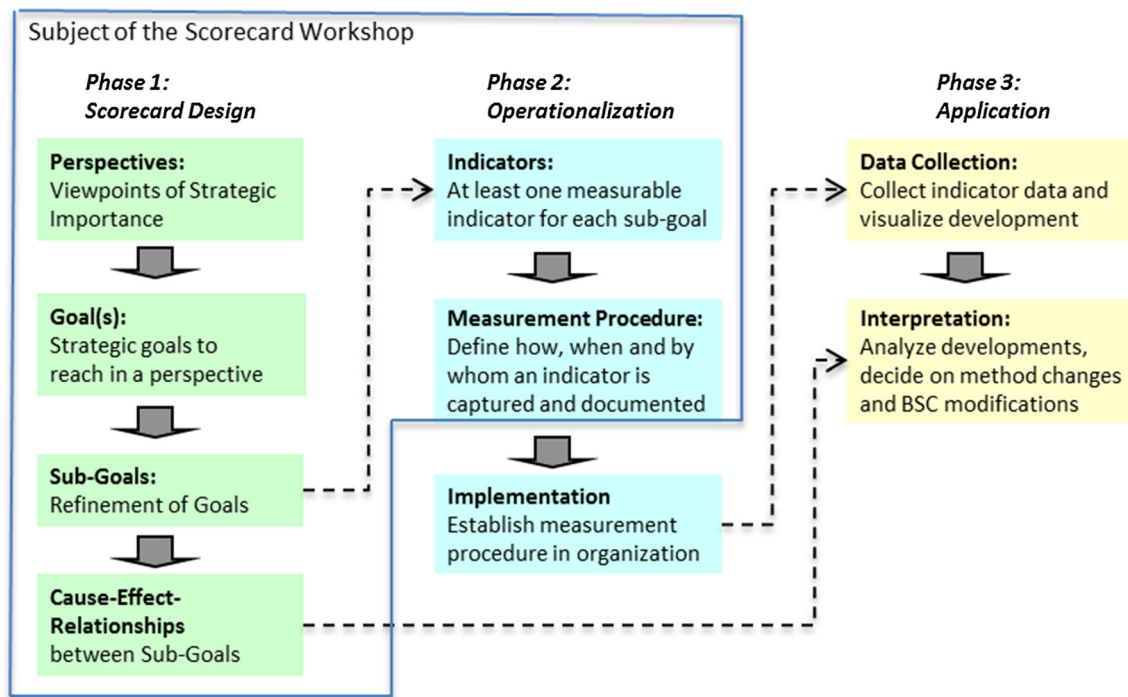 Subject of the Scorecard Workshop
Phase 1:
Scorecard Design
Perspectives:
Viewpoints of Strategic
Importance
Goal(s):
Strategic goals to
reach in a perspective
Sub-Goals:
Refinement of Goals
Cause-Effect-
Relationships
between Sub-Goals
Phase 2:
Operationalization
Indicators:
At least one measurable
indicator for each sub-goal
Measurement Procedure:
Define how, when and by
whom an indicator is
captured and documented
Implementation
Establish measurement
procedure in organization
Phase 3:
Application
Data Collection:
Collect indicator data and
visualize development
Interpretation:
Analyze developments,
decide on method changes
and BSC modifications